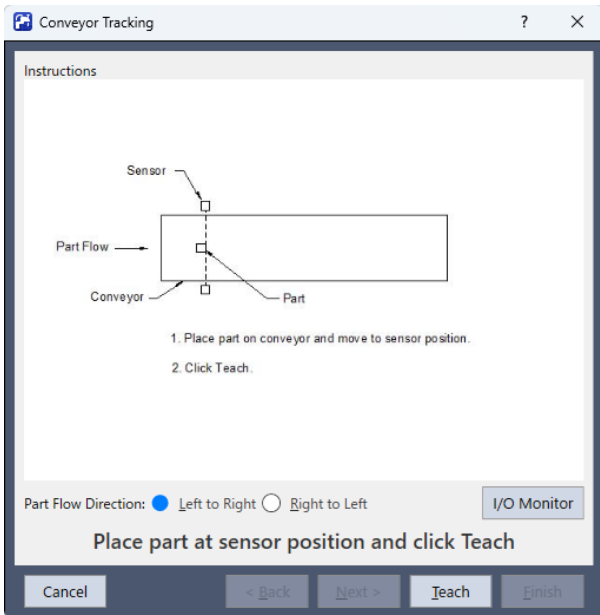 Conveyor Tracking
?
Instructions
Sensor
Part Flow
Conveyor
Part
1. Place part on conveyor and move to sensor position.
2. Click Teach.
Part Flow Direction: Left to Right Right to Left I/O Monitor
Place part at sensor position and click Teach
Cancel < Back Next > Teach Finish